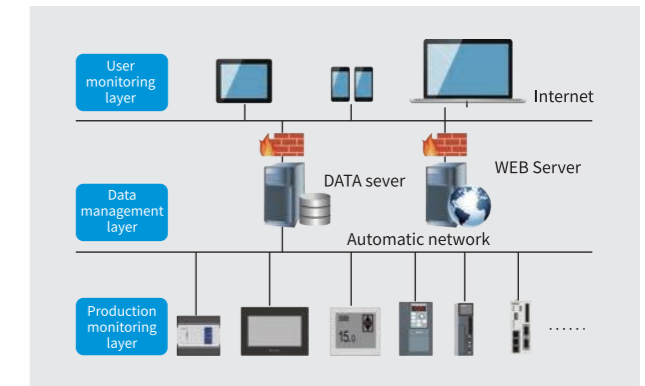 User
monitoring
layer
Internet
DATA sever
WEB Server
Data
management
layer
Automatic network
Production
monitoring
layer
15.0
......